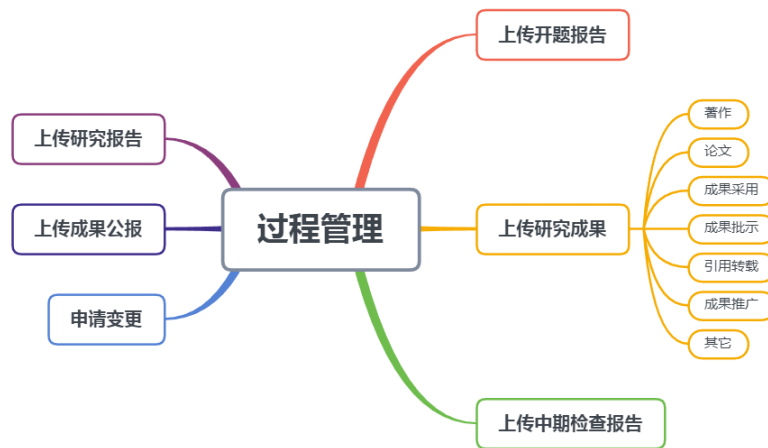 上传开题报告
著作
上传研究报告
论文
成果采用
过程管理
上传成果公报
上传研究成果
成果批示
引用转载
申请变更
成果推广
其它
上传中期检查报告